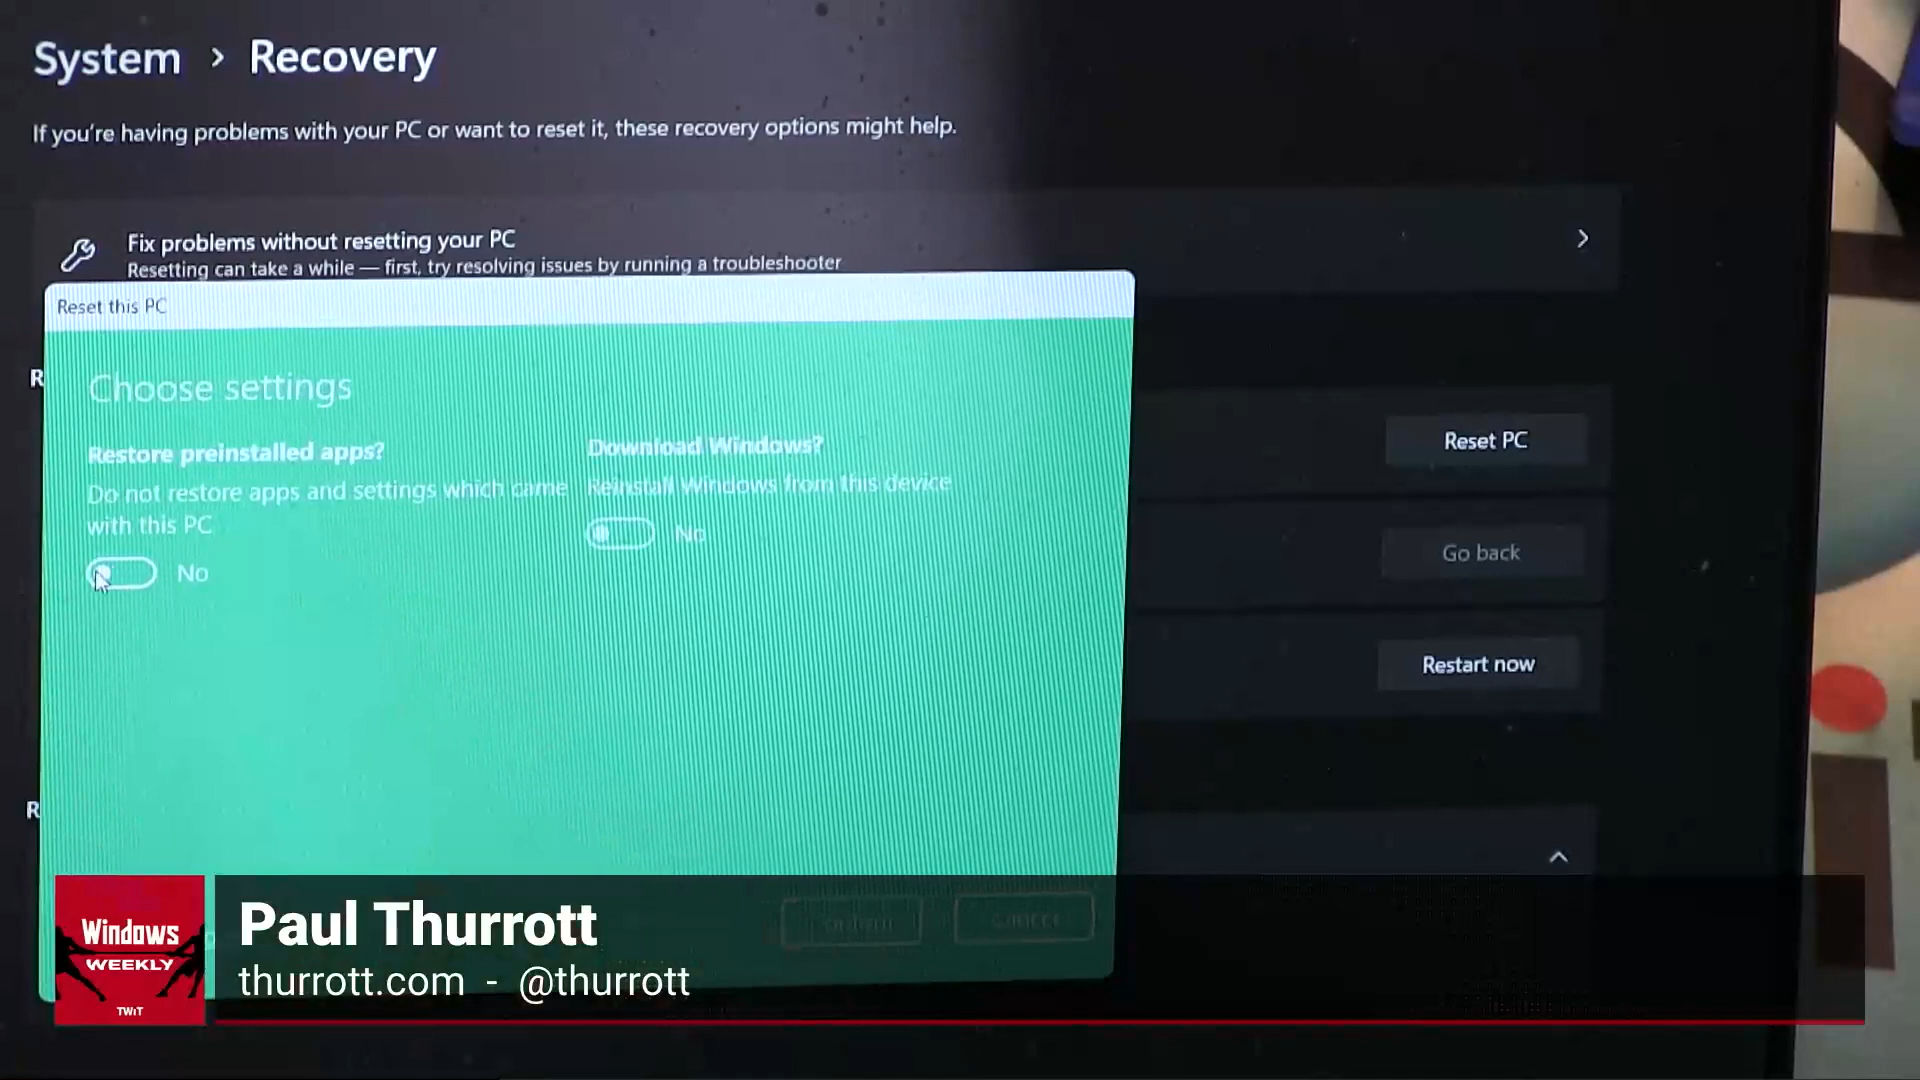 System > Recovery
If you're having problems with your PC or want to reset it, these recovery options might help.
Fix problems without resetting your PC
Resetting can take a while — first, try resolving issues by running a troubleshooter
Reset this PC
Choose settings
Restore preinstalled apps?
Do not restore apps and settings which came
with this PC
No
Download Windows?
Reinstall Windows from this device
No
R
Reset PC
Go back
Restart now
R
Confirm
Cancel
Windows
WEEKLY
TWiT
Paul Thurrott
thurrott.com - @thurrott